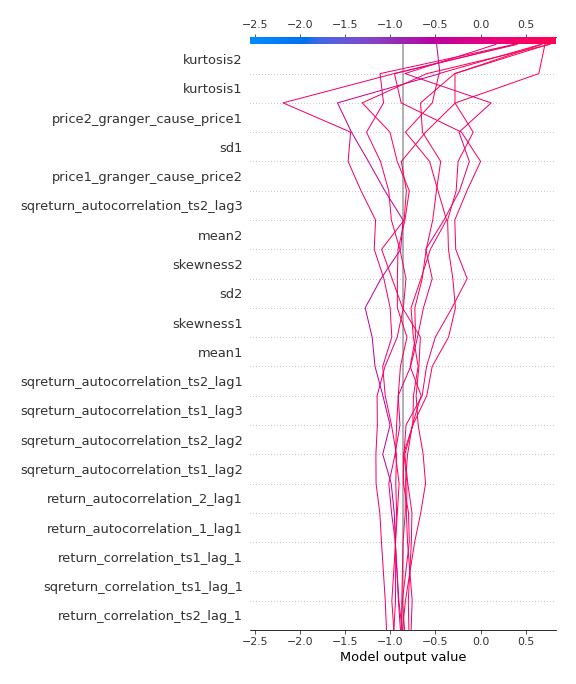 −2.5 −2.0 −1.5 −1.0 −0.5 0.0 0.5
kurtosis2
kurtosis1
price2_granger_cause_price1
sd1
price1_granger_cause_price2
sqreturn_autocorrelation_ts2_lag3
mean2
skewness2
sd2
skewness1
mean1
sqreturn_autocorrelation_ts2_lag1
sqreturn_autocorrelation_ts1_lag3
sqreturn_autocorrelation_ts2_lag2
sqreturn_autocorrelation_ts1_lag2
return_autocorrelation_2_lag1
return_autocorrelation_1_lag1
return_correlation_ts1_lag_1
sqreturn_correlation_ts1_lag_1
return_correlation_ts2_lag_1
−2.5 −2.0 −1.5 −1.0 −0.5 0.0 0.5
Model output value